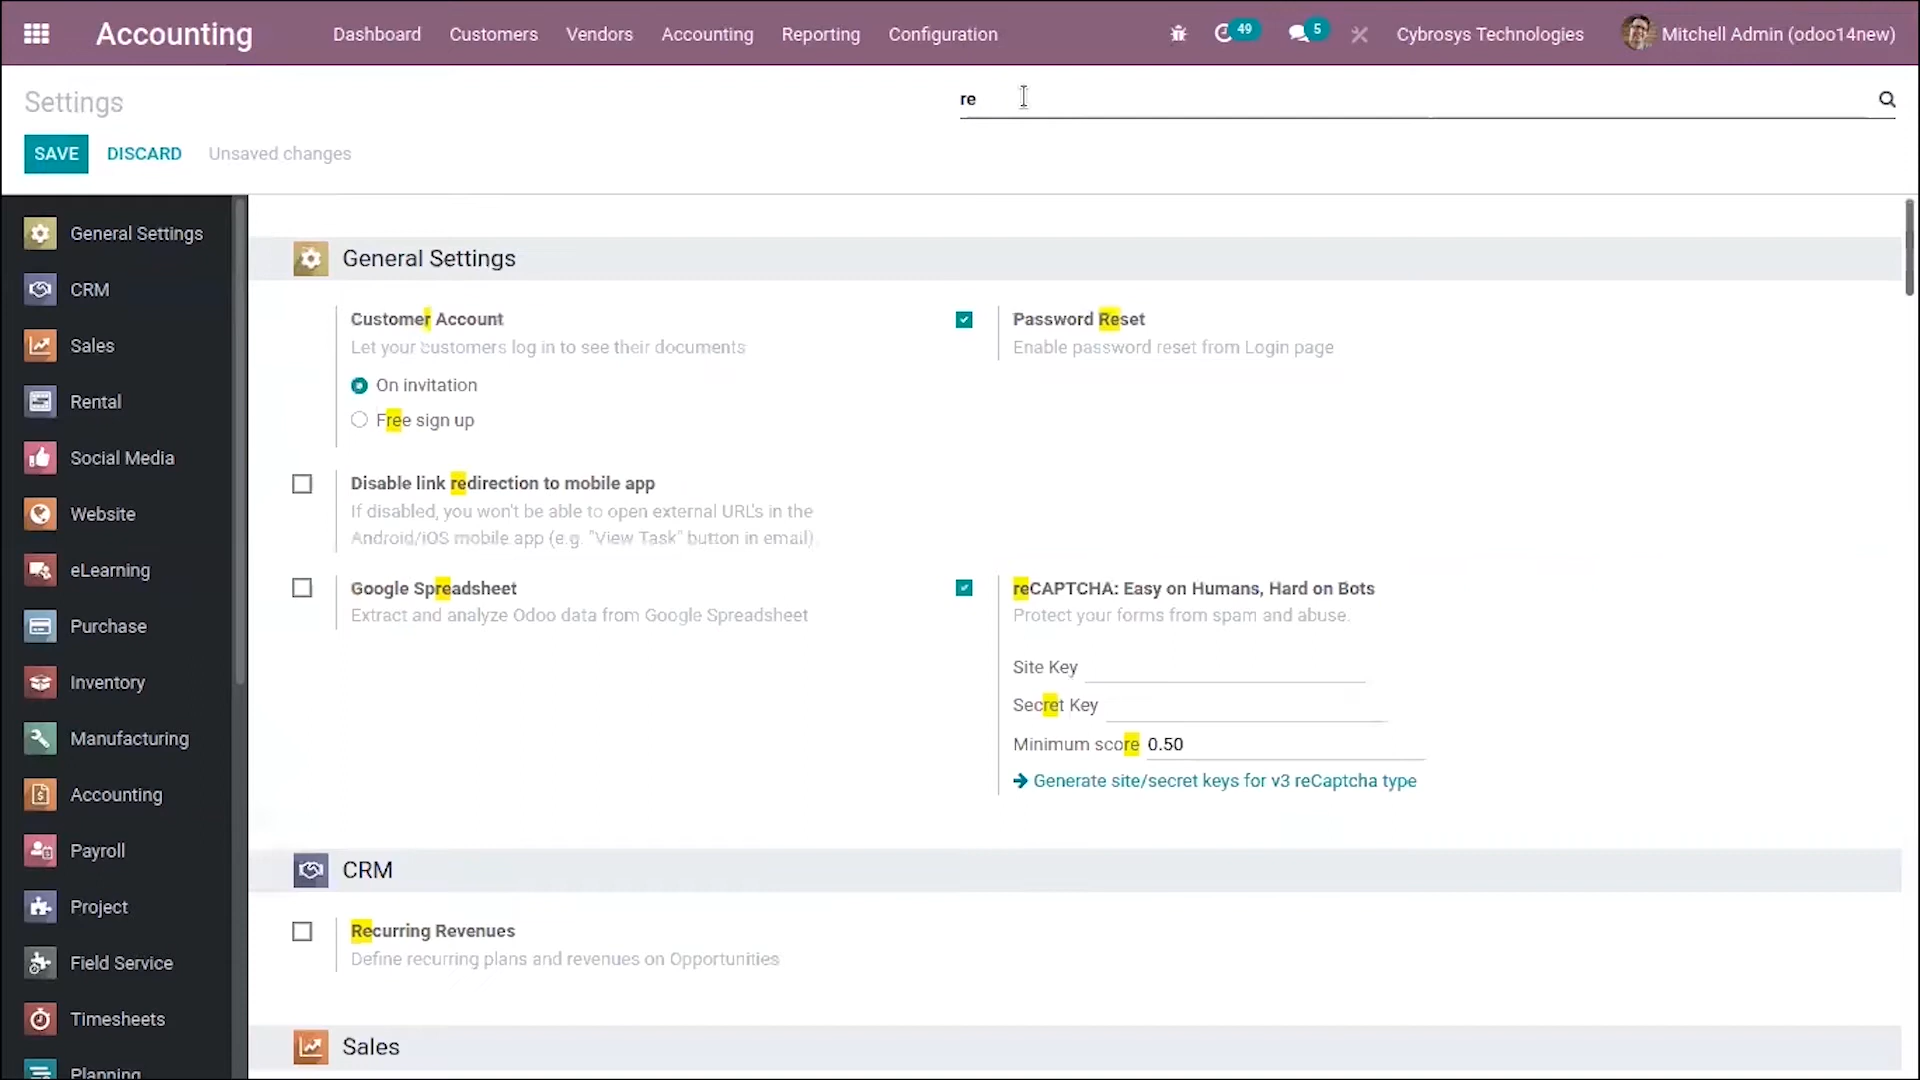 Accounting Dashboard Customers Vendors Accounting Reporting Configuration 49 5 Cybrosys Technologies Mitchell Admin (odoo14new)
Settings
re
SAVE DISCARD Unsaved changes
General Settings
CRM
Sales
Rental
Social Media
Website
eLearning
Purchase
Inventory
Manufacturing
Accounting
Payroll
Project
Field Service
Timesheets
Planning
General Settings
Customer Account
Let your customers log in to see their documents
On invitation
Free sign up
Password Reset
Enable password reset from Login page
Disable link redirection to mobile app
If disabled, you won't be able to open external URL's in the
Android/iOS mobile app (e.g. "View Task" button in email).
Google Spreadsheet
Extract and analyze Odoo data from Google Spreadsheet
reCAPTCHA: Easy on Humans, Hard on Bots
Protect your forms from spam and abuse.
Site Key
Secret Key
Minimum score 0.50
Generate site/secret keys for v3 reCaptcha type
CRM
Recurring Revenues
Define recurring plans and revenues on Opportunities
Sales